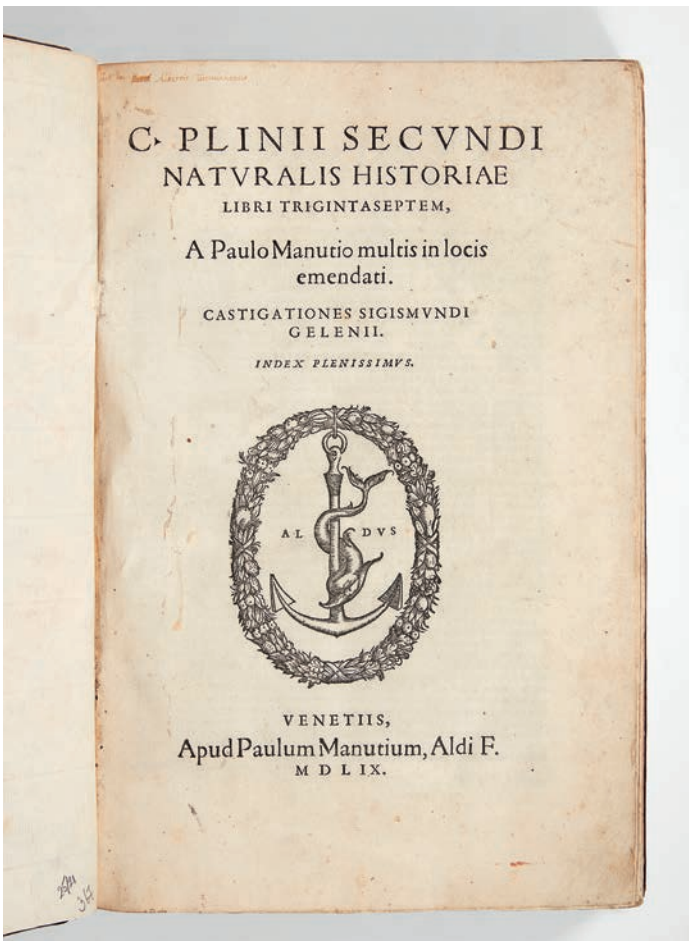 C. PLINII SECVNDI
NATVRALIS HISTORIAE
LIBRI TRIGINTASEPTEM,
A Paulo Manutio multis in locis
emendati.
CASTIGATIONES SIGISMVNDI
GELENII.
INDEX PLENISSIMVS.
AL DVS
VENETIIS,
Apud Paulum Manutium, Aldi F.
M D L IX.